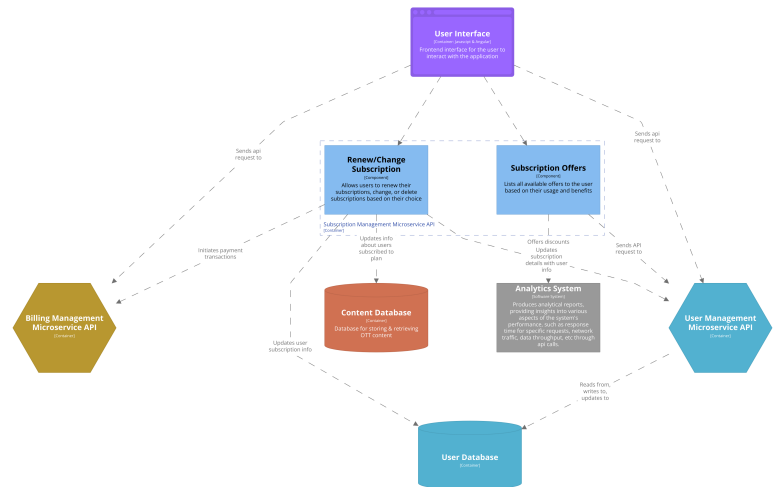 User Interface
[Container: Javascript & Angular]
Frontend interface for the user to
interact with the application
Sends api
request to
Sends api
request to
Renew/Change
Subscription
[Component]
Allows users to renew their
subscriptions, change, or delete
subscriptions based on their choice
Subscription Offers
[Component]
Lists all available offers to the user
based on their usage and benefits
Subscription Management Microservice API
[Container]
Initiates payment
transactions
Updates info
about users
subscribed to
plan
Offers discounts
Updates
subscription
details with user
info
Sends API
request to
Billing Management
Microservice API
[Container]
Content Database
[Container]
Database for storing & retrieving
OTT content
Analytics System
[Software System]
Produces analytical reports,
providing insights into various
aspects of the system's
performance, such as response
time for specific requests, network
traffic, data throughput, etc through
api calls.
User Management
Microservice API
[Container]
Updates user
subscription info
Reads from,
writes to,
updates to
User Database
[Container]